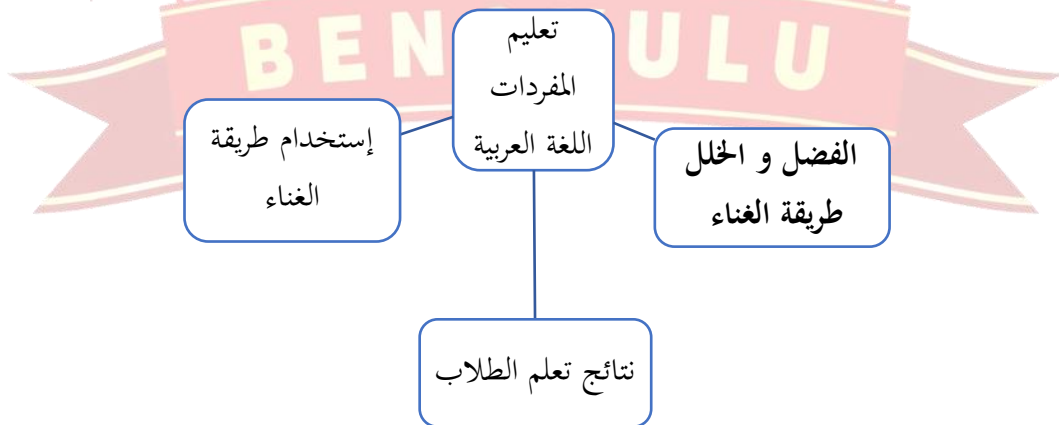 BEN ULU
تعليم
المفردات
اللغة العربية
إستخدام طريقة
الغناء
الفضل و الخلل
طريقة الغناء
نتائج تعلم الطلاب